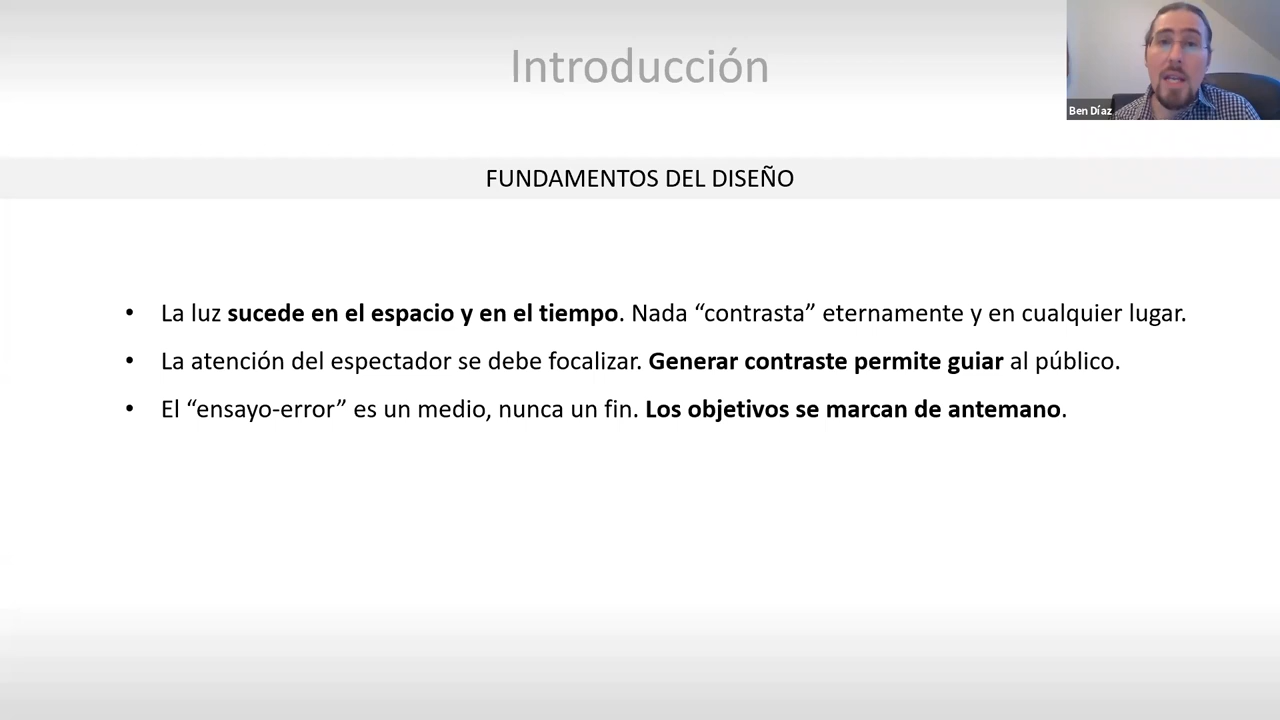 Introducción
Ben Díaz
FUNDAMENTOS DEL DISEÑO
• La luz sucede en el espacio y en el tiempo. Nada “contrasta” eternamente y en cualquier lugar.
• La atención del espectador se debe focalizar. Generar contraste permite guiar al público.
• El “ensayo-error” es un medio, nunca un fin. Los objetivos se marcan de antemano.